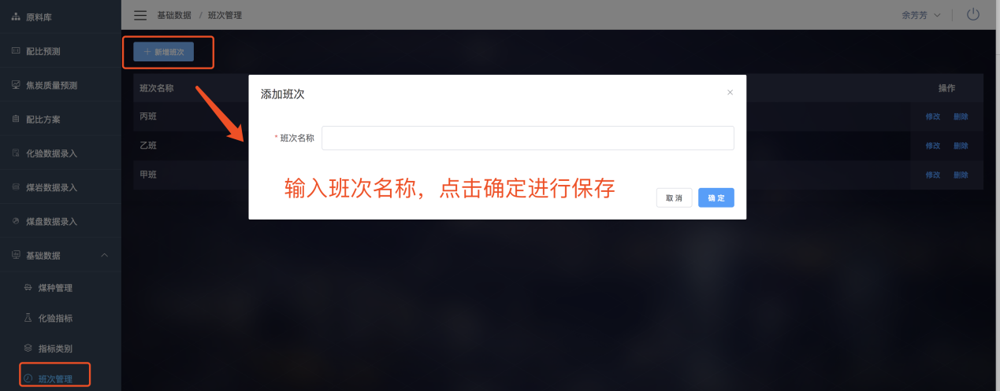 原料库
配比预测
焦炭质量预测
配比方案
化验数据录入
煤岩数据录入
煤盘数据录入
基础数据
煤种管理
化验指标
指标类别
班次管理
基础数据 / 班次管理
余芳芳
+ 新增班次
班次名称 操作
丙班 修改 删除
乙班 修改 删除
甲班 修改 删除
添加班次 ×
* 班次名称
输入班次名称，点击确定进行保存
取消 确定